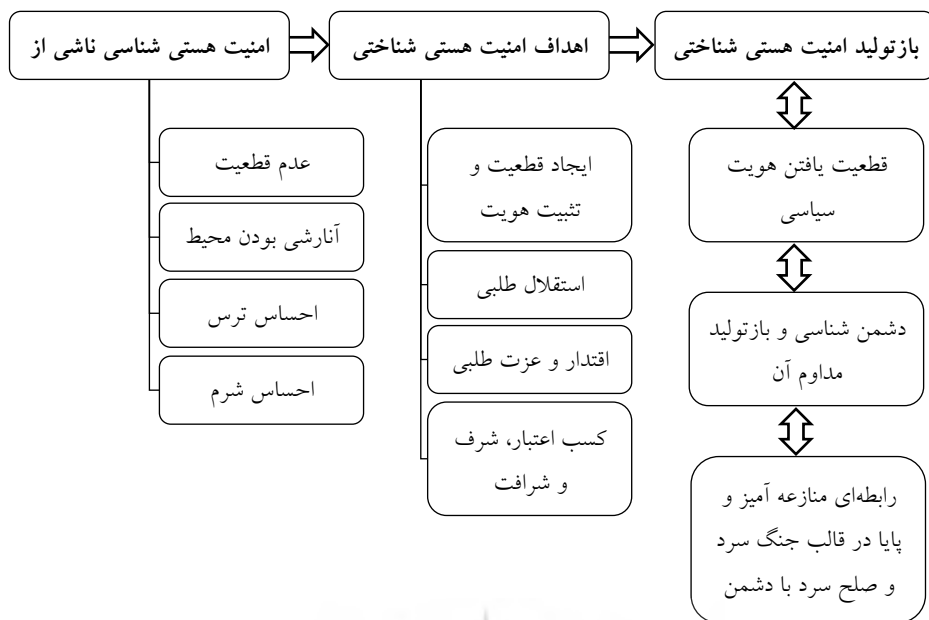 امنیت هستی شناسی ناشی از
عدم قطعیت
آنارشی بودن محیط
احساس ترس
احساس شرم
اهداف امنیت هستی شناختی
ایجاد قطعیت و
تثبیت هویت
استقلال طلبی
اقتدار و عزت طلبی
کسب اعتبار، شرف
و شرافت
بازتولید امنیت هستی شناختی
قطعیت یافتن هویت
سیاسی
دشمن شناسی و بازتولید
مداوم آن
رابطه‌ای منازعه آمیز و
پایا در قالب جنگ سرد
و صلح سرد با دشمن